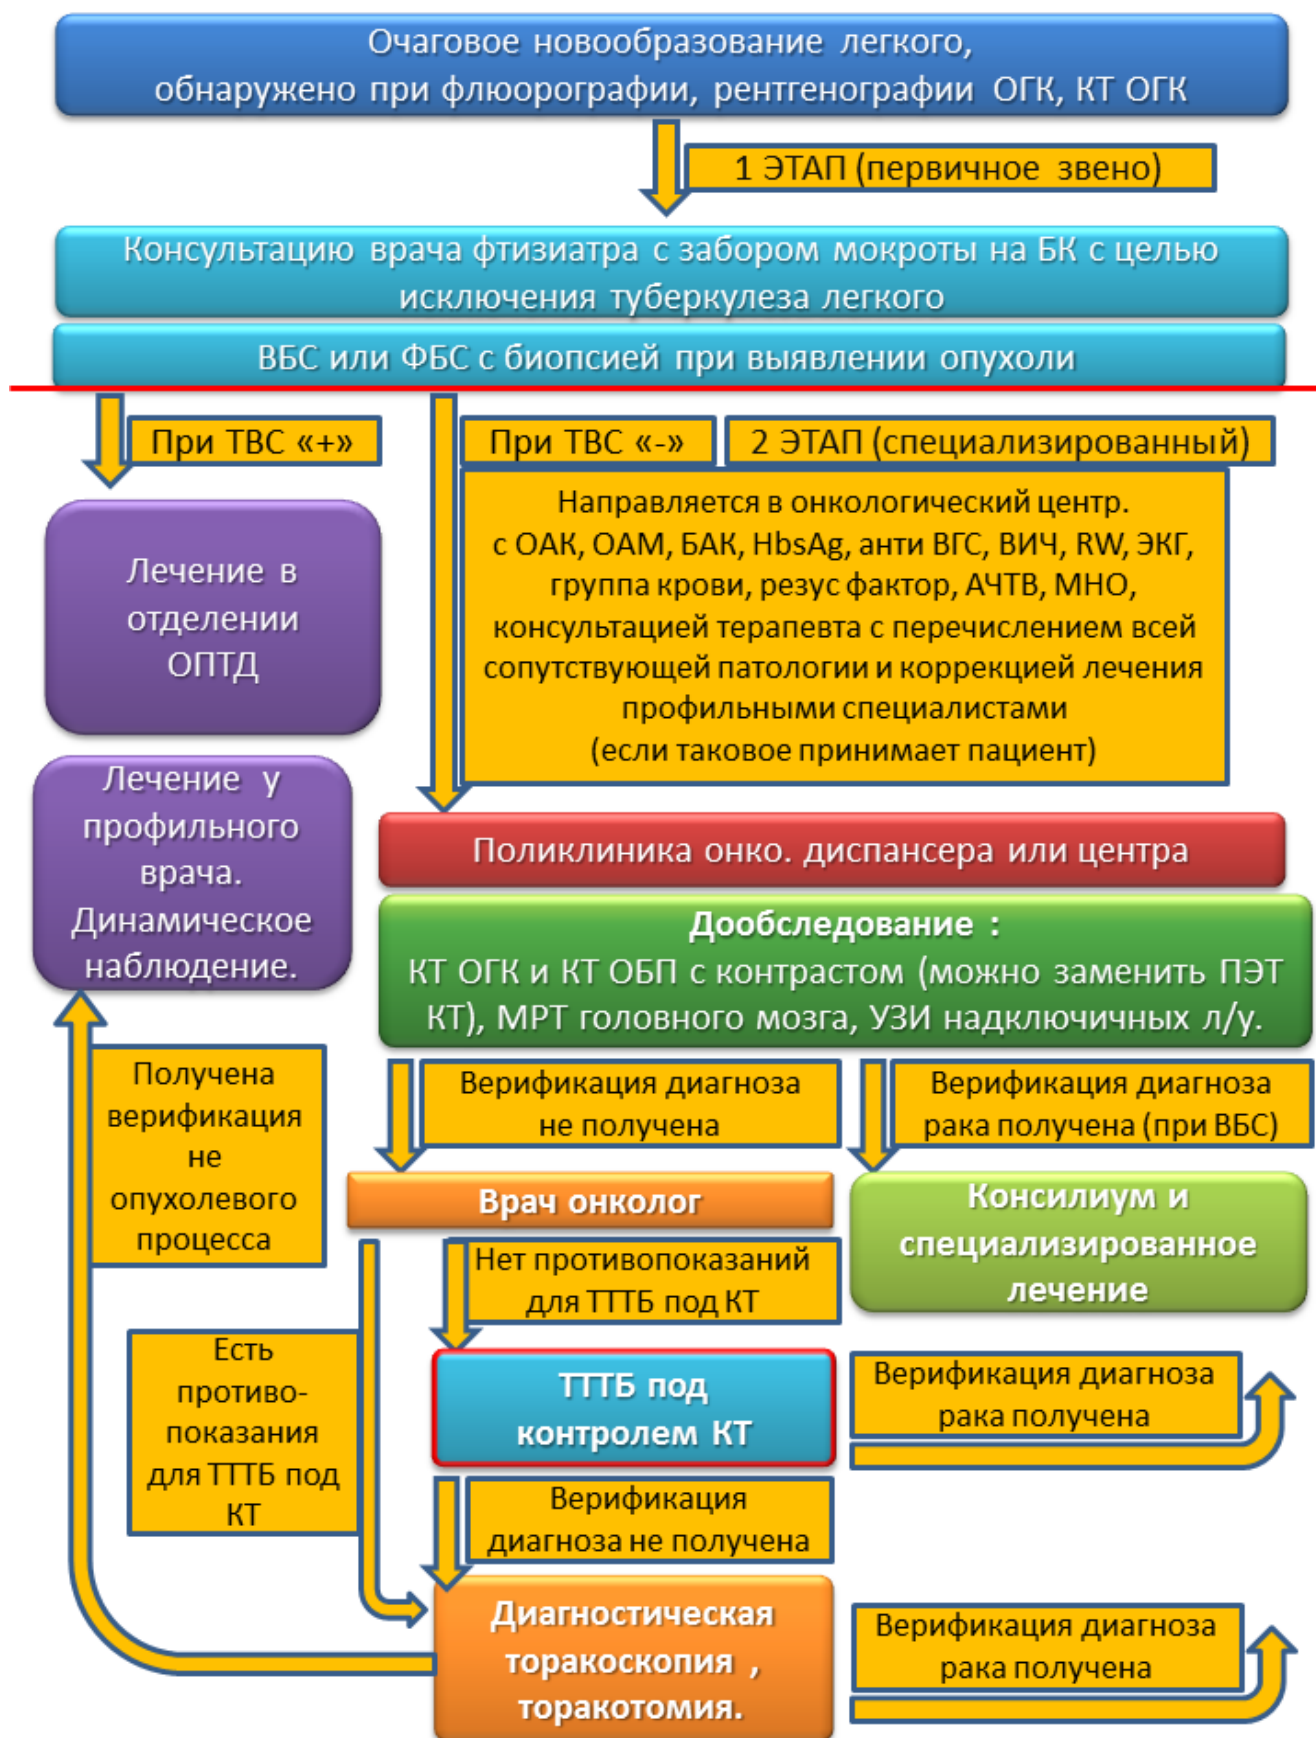 Очаговое новообразование легкого,
обнаружено при флюорографии, рентгенографии ОГК, КТ ОГК
1 ЭТАП (первичное звено)
Консультацию врача фтизиатра с забором мокроты на БК с целью
исключения туберкулеза легкого
ВБС или ФБС с биопсией при выявлении опухоли
При ТВС «+»
При ТВС «-»
2 ЭТАП (специализированный)
Направляется в онкологический центр.
с ОАК, ОАМ, БАК, HbsAg, анти ВГС, ВИЧ, RW, ЭКГ,
группа крови, резус фактор, АЧТВ, МНО,
консультацией терапевта с перечислением всей
сопутствующей патологии и коррекцией лечения
профильными специалистами
(если таковое принимает пациент)
Лечение в
отделении
ОПТД
Лечение у
профильного
врача.
Динамическое
наблюдение.
Поликлиника онко. диспансера или центра
Дообследование :
КТ ОГК и КТ ОБП с контрастом (можно заменить ПЭТ
КТ), МРТ головного мозга, УЗИ надключичных л/у.
Получена
верификация
не
опухолевого
процесса
Верификация диагноза
не получена
Верификация диагноза
рака получена (при ВБС)
Врач онколог
Консилиум и
специализированное
лечение
Нет противопоказаний
для ТТТБ под КТ
Есть
противо-
показания
для ТТТБ под
КТ
ТТТБ под
контролем КТ
Верификация диагноза
рака получена
Верификация
диагноза не получена
Диагностическая
торакоскопия ,
торакотомия.
Верификация диагноза
рака получена